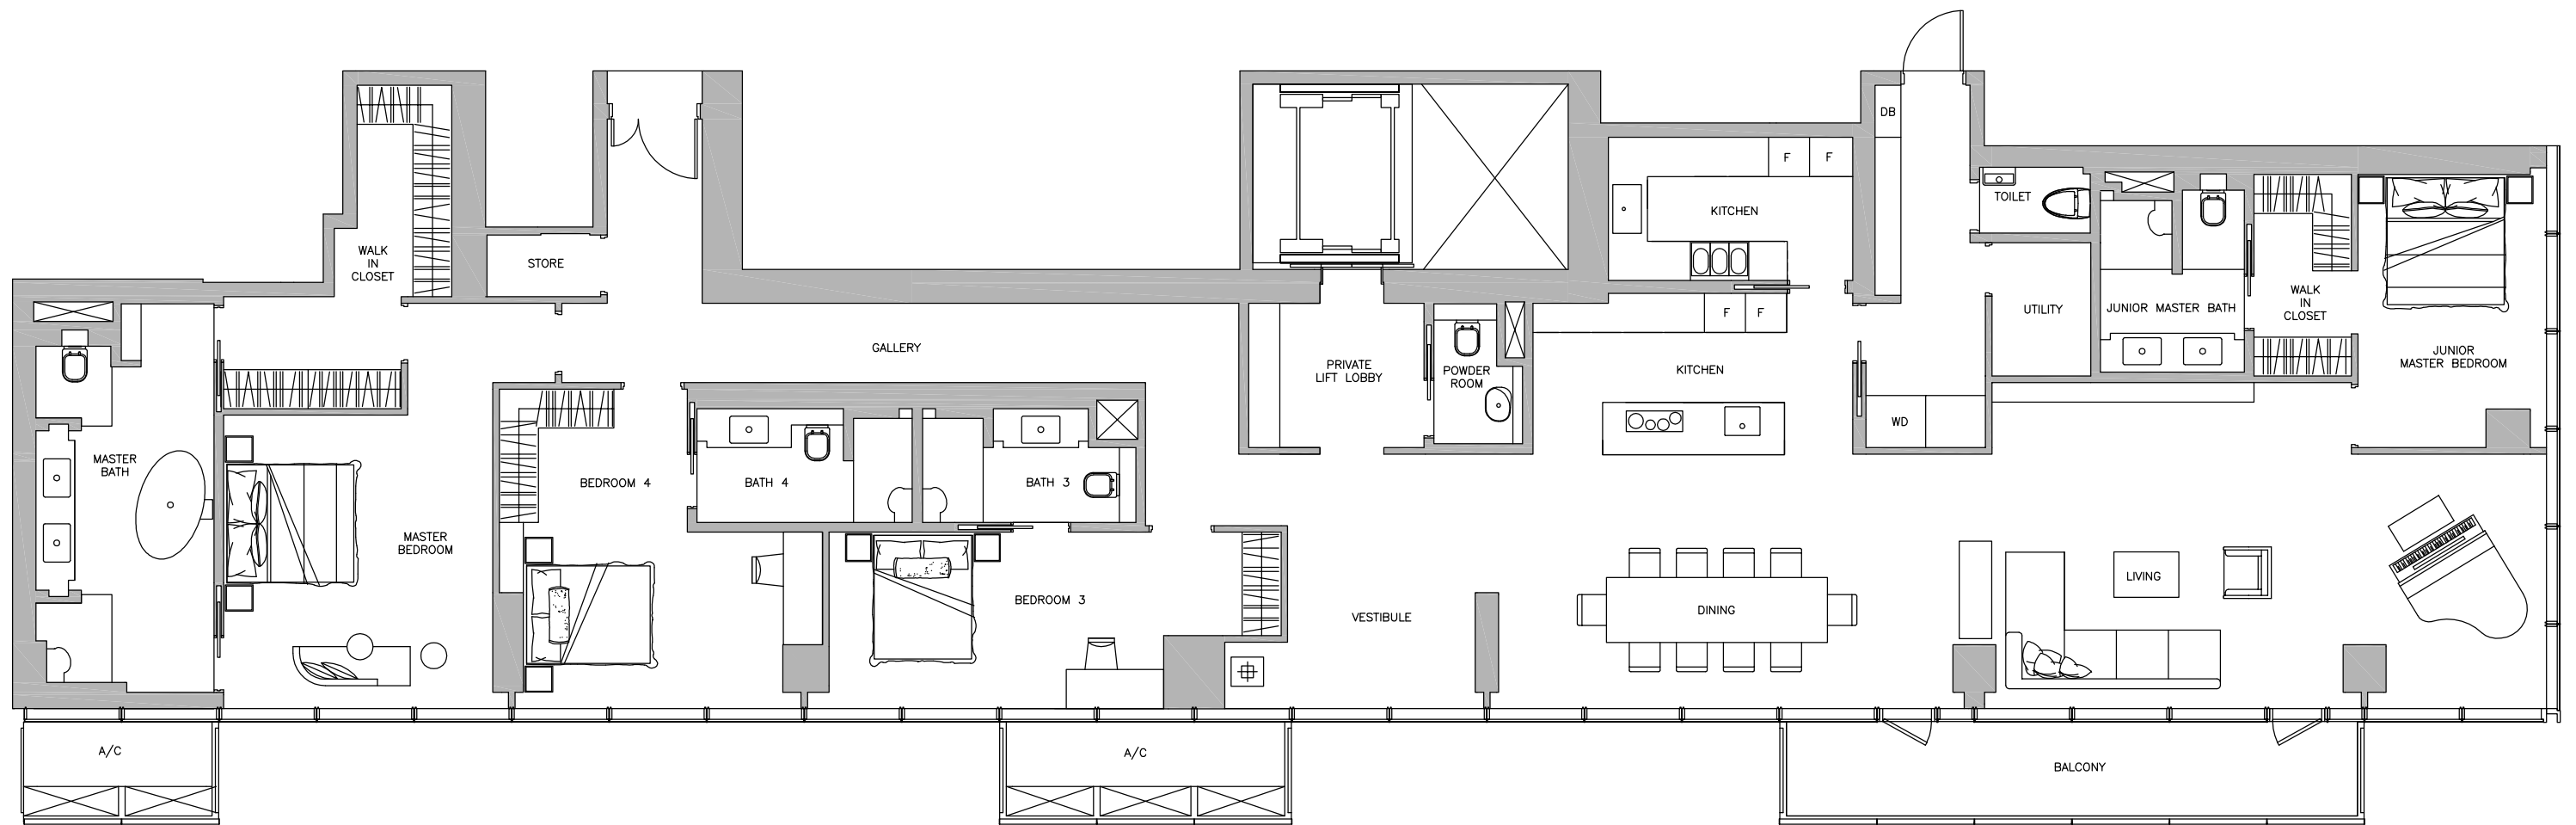 DB
F F
KITCHEN
TOILET
WALK
IN
CLOSET
STORE
UTILITY
JUNIOR MASTER BATH
WALK
IN
CLOSET
F F
GALLERY
PRIVATE
LIFT LOBBY
POWDER
ROOM
KITCHEN
JUNIOR
MASTER BEDROOM
WD
MASTER
BATH
BEDROOM 4
BATH 4
BATH 3
MASTER
BEDROOM
LIVING
BEDROOM 3
DINING
VESTIBULE
A/C
A/C
BALCONY